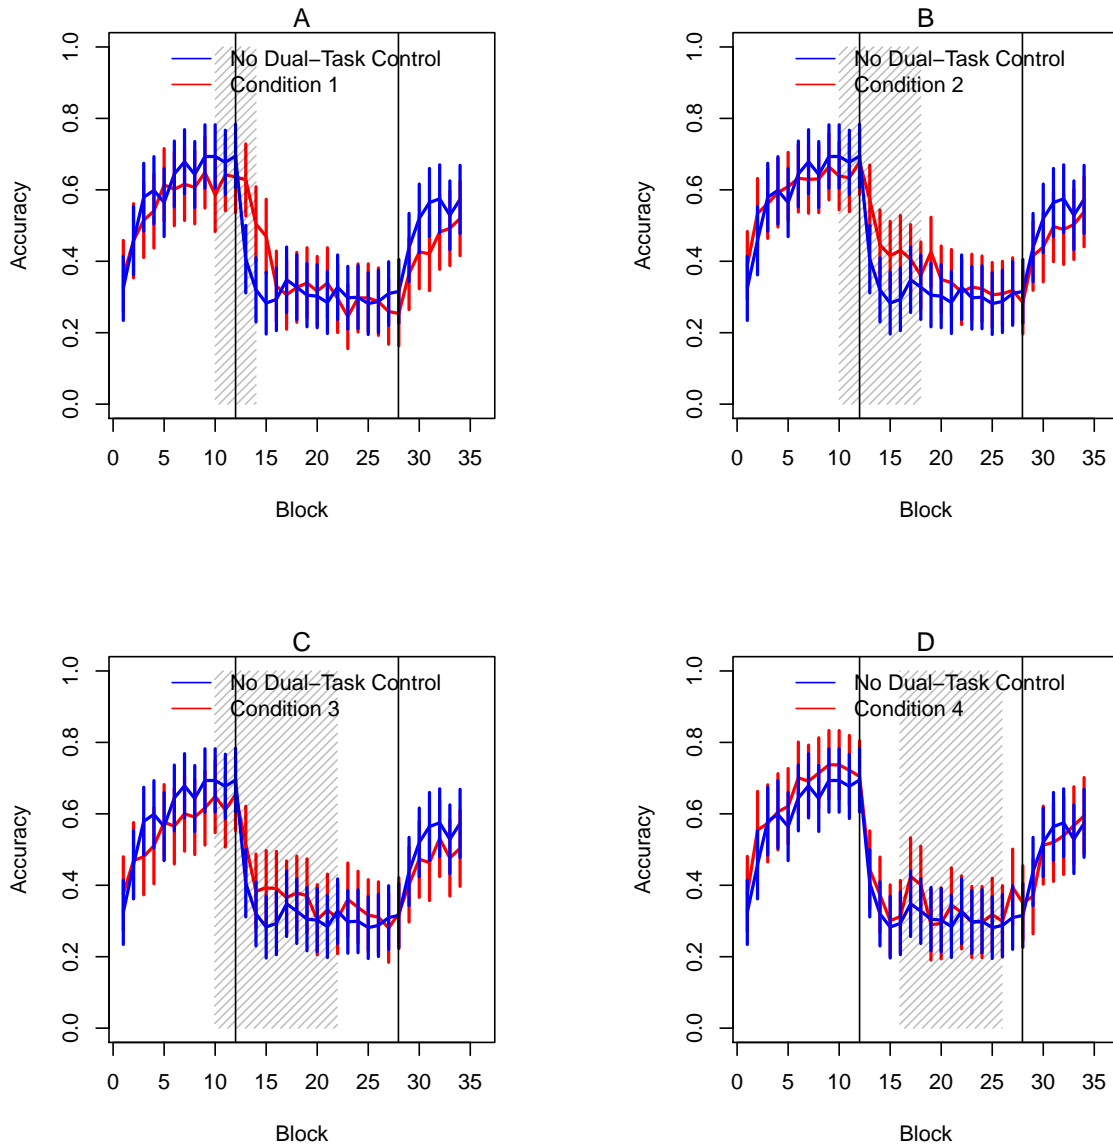 A
No Dual−Task Control
Condition 1
Accuracy
0.0 0.2 0.4 0.6 0.8 1.0
0 5 10 15 20 25 30 35
Block
B
No Dual−Task Control
Condition 2
Accuracy
0.0 0.2 0.4 0.6 0.8 1.0
0 5 10 15 20 25 30 35
Block
C
No Dual−Task Control
Condition 3
Accuracy
0.0 0.2 0.4 0.6 0.8 1.0
0 5 10 15 20 25 30 35
Block
D
No Dual−Task Control
Condition 4
Accuracy
0.0 0.2 0.4 0.6 0.8 1.0
0 5 10 15 20 25 30 35
Block